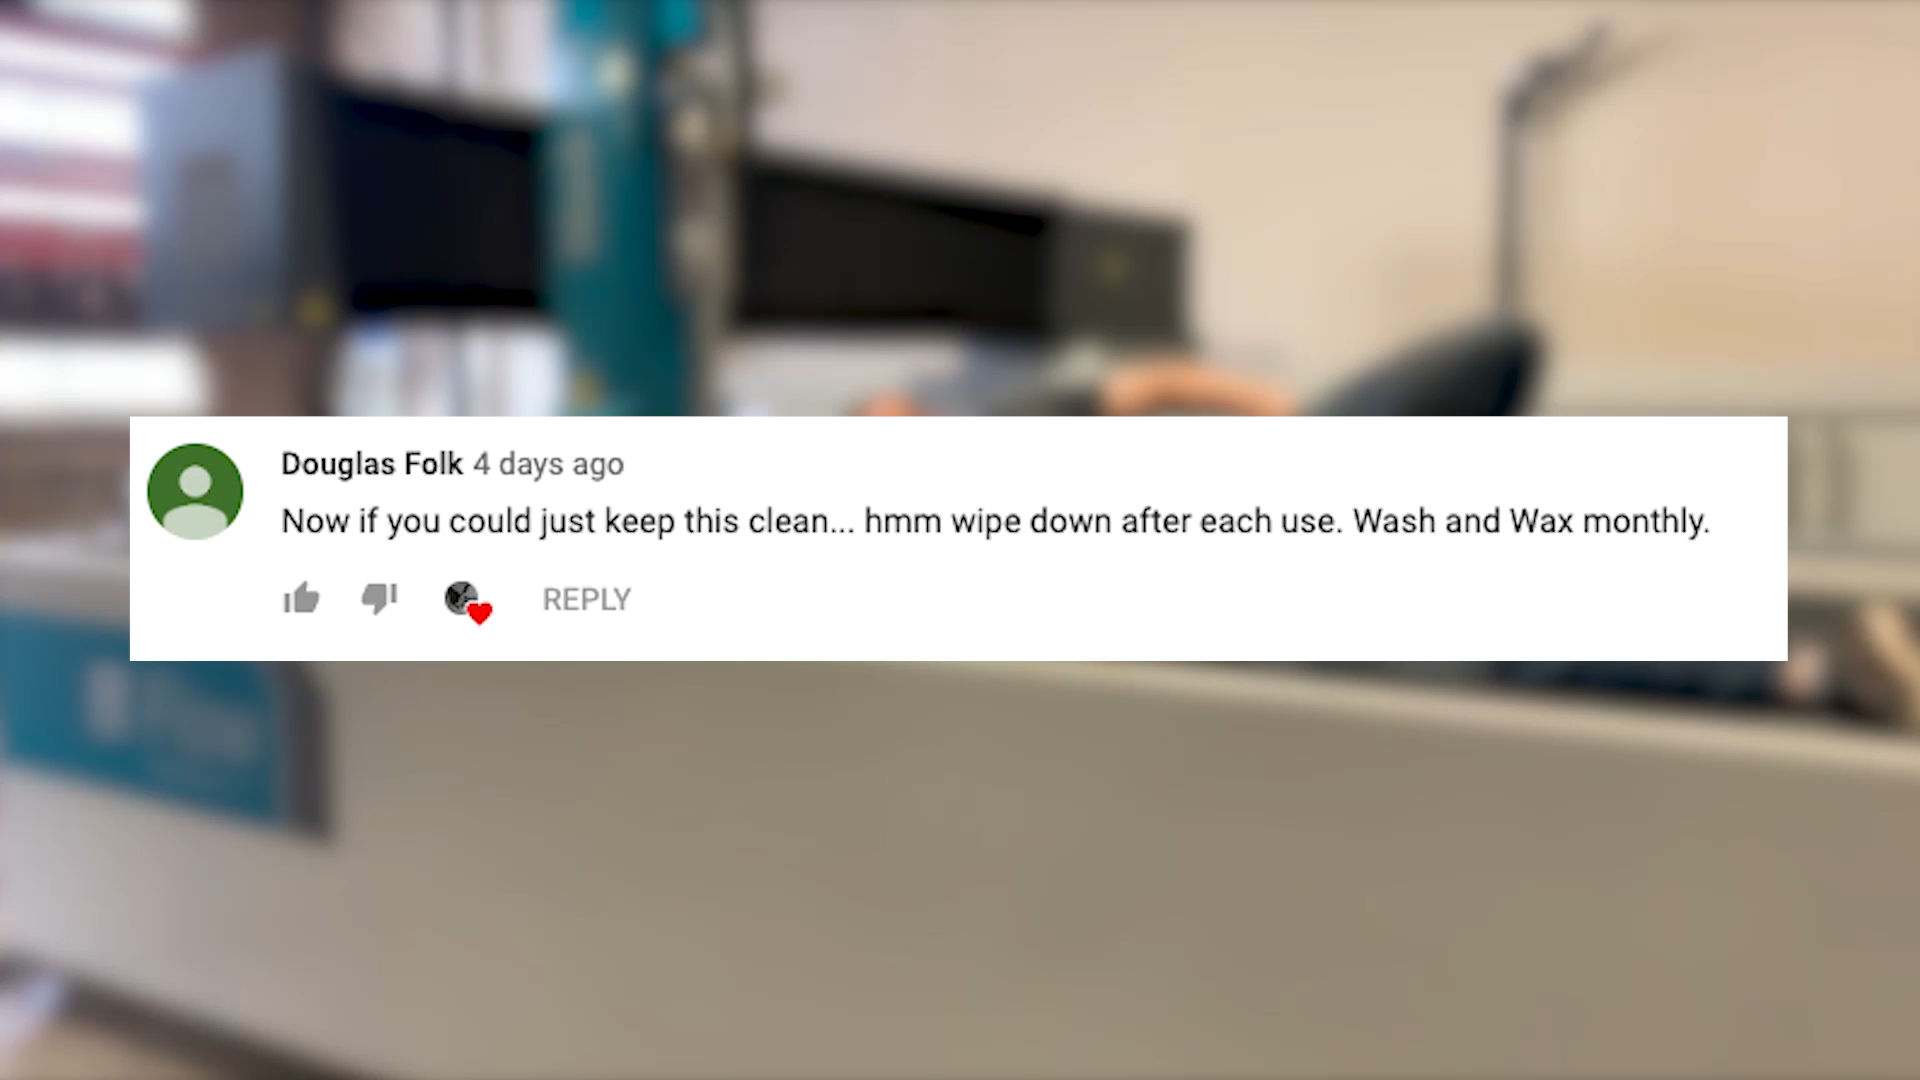 Douglas Folk 4 days ago
Now if you could just keep this clean... hmm wipe down after each use. Wash and Wax monthly.
REPLY